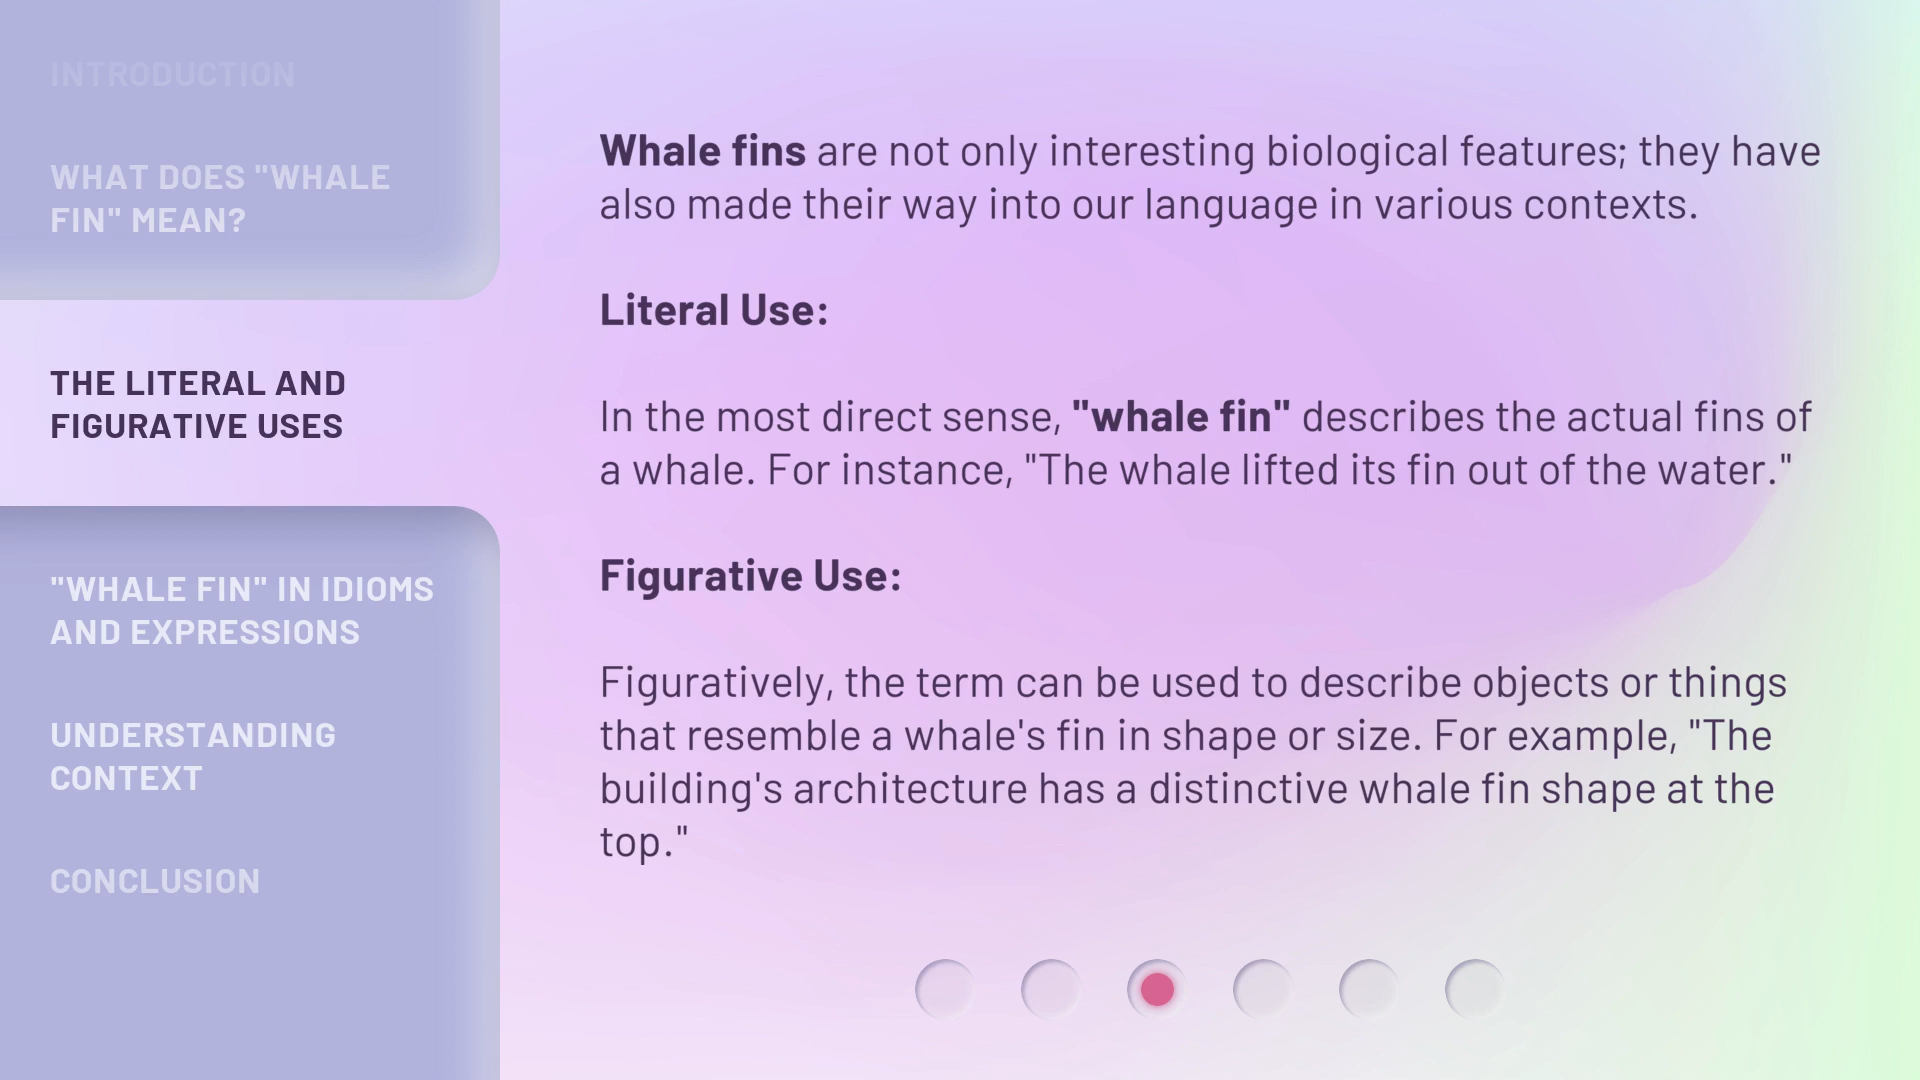 INTRODUCTION
WHAT DOES "WHALE
FIN" MEAN?
THE LITERAL AND
FIGURATIVE USES
"WHALE FIN" IN IDIOMS
AND EXPRESSIONS
UNDERSTANDING
CONTEXT
CONCLUSION
Whale fins are not only interesting biological features; they have
also made their way into our language in various contexts.
Literal Use:
In the most direct sense, "whale fin" describes the actual fins of
a whale. For instance, "The whale lifted its fin out of the water."
Figurative Use:
Figuratively, the term can be used to describe objects or things
that resemble a whale's fin in shape or size. For example, "The
building's architecture has a distinctive whale fin shape at the
top."